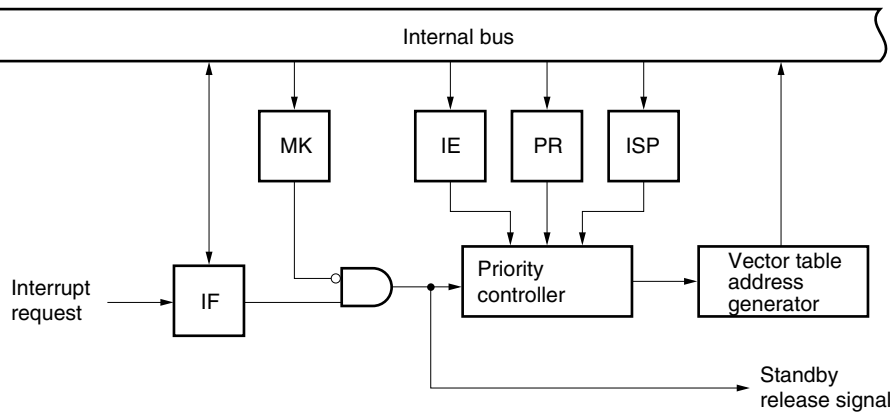 Internal bus
MK
IE
PR
ISP
Interrupt
request
IF
Priority
controller
Vector table
address
generator
Standby
release signal